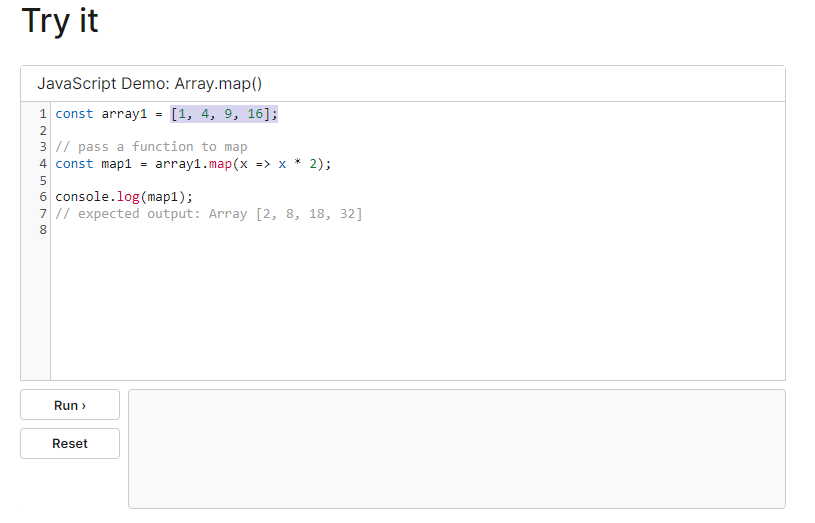 Try it
JavaScript Demo: Array.map()
1 const array1 = [1, 4, 9, 16];
2
3 // pass a function to map
4 const map1 = array1.map(x => x * 2);
5
6 console.log(map1);
7 // expected output: Array [2, 8, 18, 32]
8
Run ›
Reset